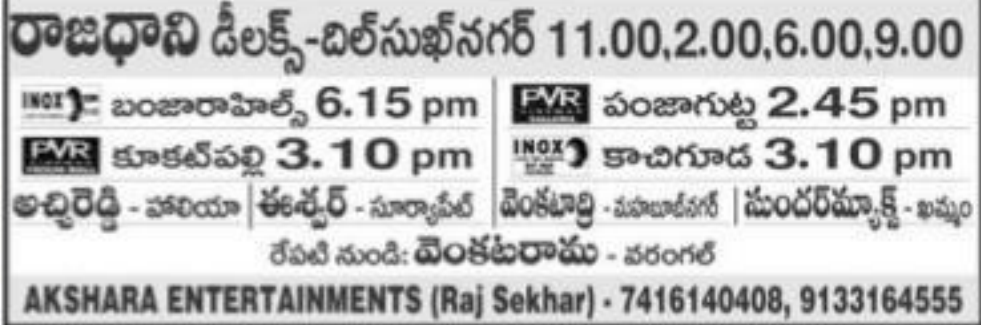 రాజధాని డీలక్స్-దిల్‌సుఖ్‌నగర్ 11.00,2.00,6.00,9.00
INOX బంజారాహిల్స్ 6.15 pm PVR పంజాగుట్ట 2.45 pm
PVR కూకట్‌పల్లి 3.10 pm INOX కాచిగూడ 3.10 pm
అచ్చిరెడ్డి - హాలియా ఈశ్వర్ - సూర్యాపేట్ వెంకటాద్రి - మహబూబ్‌నగర్ సుందర్‌మ్యాక్స్ - ఖమ్మం
రేపటి నుండి: వెంకటరామ - వరంగల్
AKSHARA ENTERTAINMENTS (Raj Sekhar) - 7416140408, 9133164555